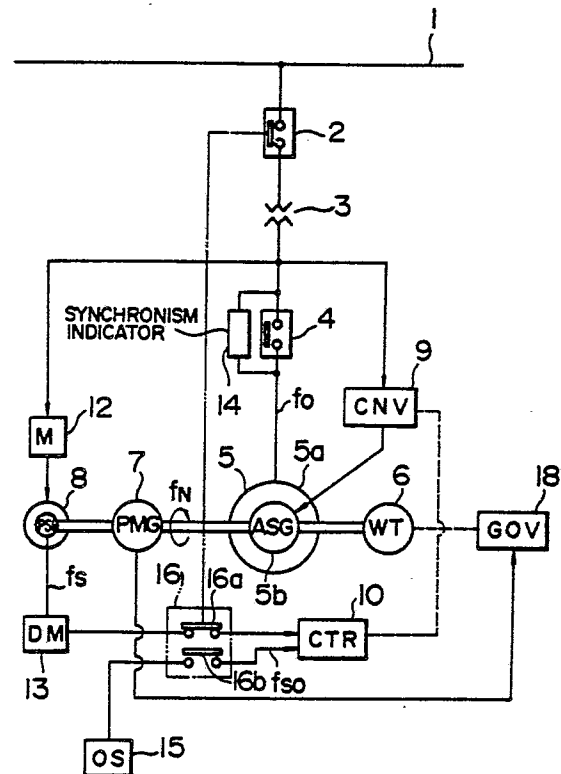 1
2
3
SYNCHRONISM
INDICATOR
14
4
9
CNV
fo
12
M
7
8
PS
PMG
fN
5
5a
ASG
5b
6
WT
18
GOV
fs
16
16a
10
CTR
DM
13
16b
fso
OS
15